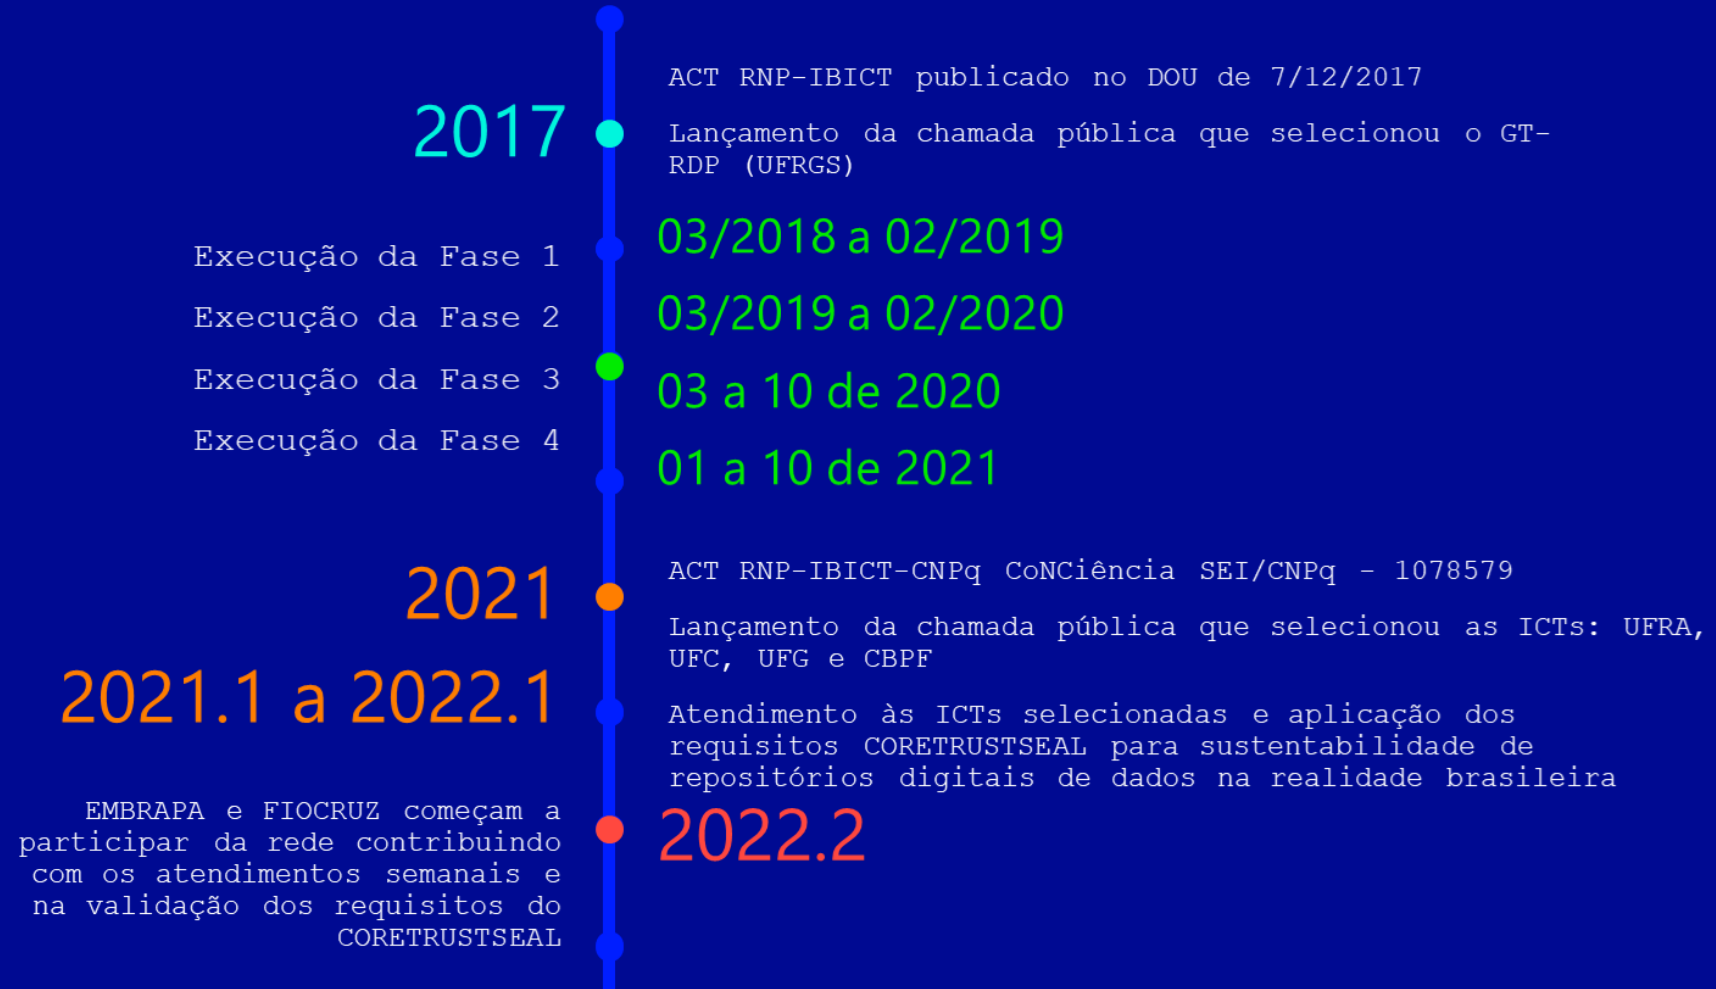 ACT RNP-IBICT publicado no DOU de 7/12/2017
2017
Lançamento da chamada pública que selecionou o GT-
RDP (UFRGS)
Execução da Fase 1
03/2018 a 02/2019
Execução da Fase 2
03/2019 a 02/2020
Execução da Fase 3
03 a 10 de 2020
Execução da Fase 4
01 a 10 de 2021
2021
ACT RNP-IBICT-CNPq CoNCiência SEI/CNPq - 1078579
Lançamento da chamada pública que selecionou as ICTs: UFRA,
UFC, UFG e CBPF
2021.1 a 2022.1
Atendimento às ICTs selecionadas e aplicação dos
requisitos CORETRUSTSEAL para sustentabilidade de
repositórios digitais de dados na realidade brasileira
2022.2
EMBRAPA e FIOCRUZ começam a
participar da rede contribuindo
com os atendimentos semanais e
na validação dos requisitos do
CORETRUSTSEAL